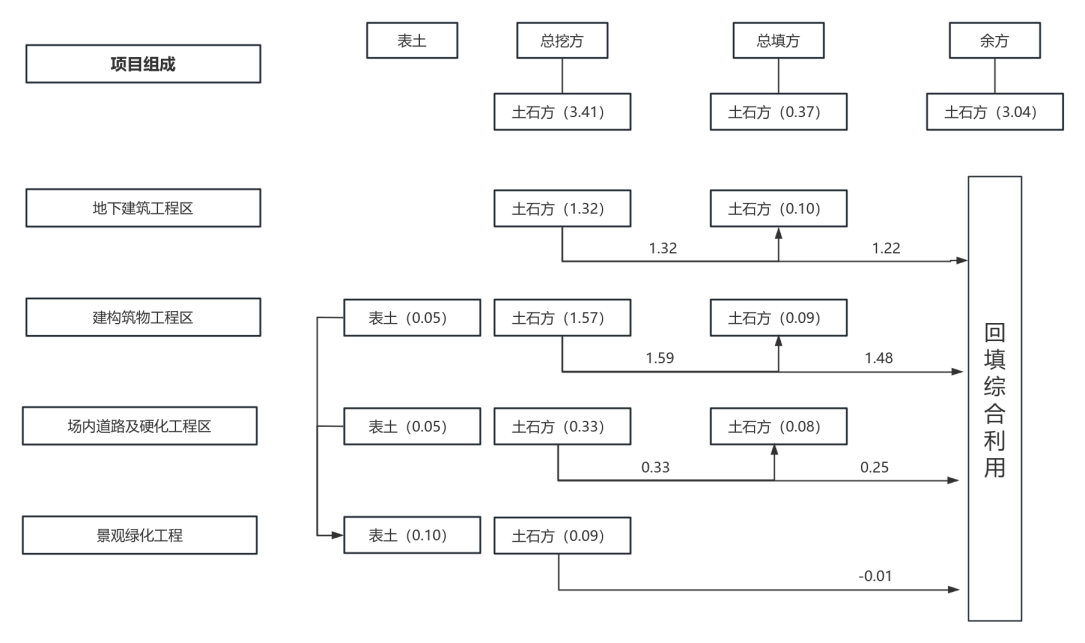 项目组成
表土
总挖方
总填方
余方
土石方（3.41）
土石方（0.37）
土石方（3.04）
地下建筑工程区
土石方（1.32）
土石方（0.10）
1.32
1.22
建构筑物工程区
表土（0.05）
土石方（1.57）
土石方（0.09）
1.59
1.48
场内道路及硬化工程区
表土（0.05）
土石方（0.33）
土石方（0.08）
0.33
0.25
景观绿化工程
表土（0.10）
土石方（0.09）
-0.01
回填综合利用